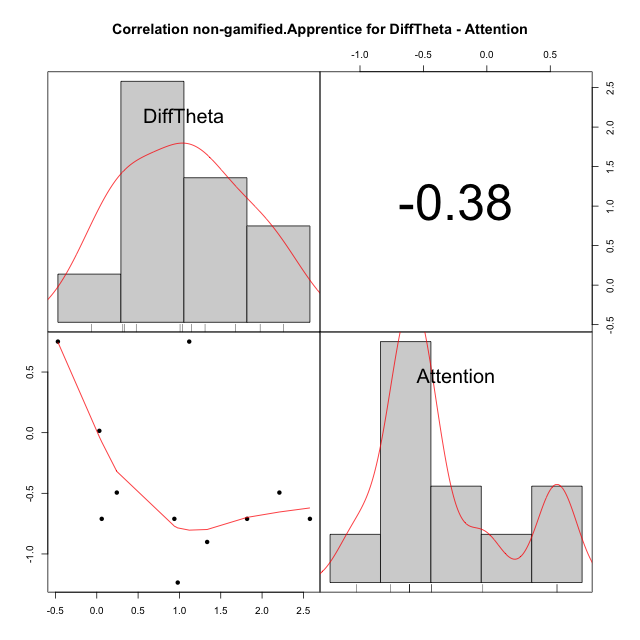 Correlation non-gamified.Apprentice for DiffTheta - Attention
-1.0 -0.5 0.0 0.5
DiffTheta
-0.38
2.5
2.0
1.5
1.0
0.5
0.0
-0.5
Attention
0.5
0.0
-0.5
-1.0
-0.5 0.0 0.5 1.0 1.5 2.0 2.5